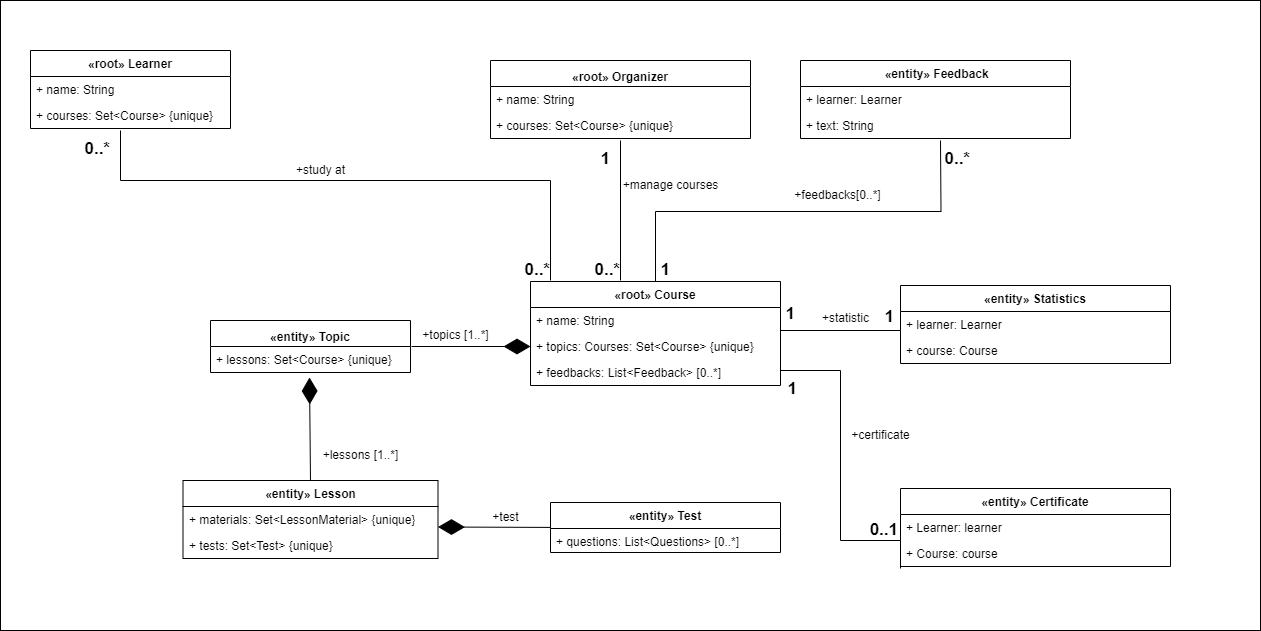 «root» Learner
+ name: String
+ courses: Set<Course> {unique}
«root» Organizer
+ name: String
+ courses: Set<Course> {unique}
«entity» Feedback
+ learner: Learner
+ text: String
0..*
+study at
1
+manage courses
0..*
+feedbacks[0..*]
0..*
0..*
1
«root» Course
+ name: String
+ topics: Courses: Set<Course> {unique}
+ feedbacks: List<Feedback> [0..*]
1
+statistic
1
«entity» Statistics
+ learner: Learner
+ course: Course
«entity» Topic
+ lessons: Set<Course> {unique}
+topics [1..*]
1
+certificate
0..1
+lessons [1..*]
«entity» Lesson
+ materials: Set<LessonMaterial> {unique}
+ tests: Set<Test> {unique}
+test
«entity» Test
+ questions: List<Questions> [0..*]
«entity» Certificate
+ Learner: learner
+ Course: course